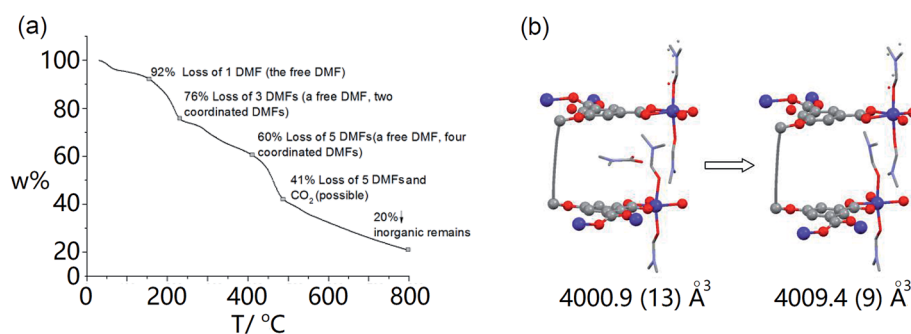 (a)
100
80
60
40
20
w%
92% Loss of 1 DMF (the free DMF)
76% Loss of 3 DMFs (a free DMF, two
coordinated DMFs)
60% Loss of 5 DMFs(a free DMF, four
coordinated DMFs)
41% Loss of 5 DMFs and
CO₂ (possible)
20%
inorganic remains
0 200 400 600 800
T/ °C
(b)
4000.9 (13) Å³
4009.4 (9) Å³